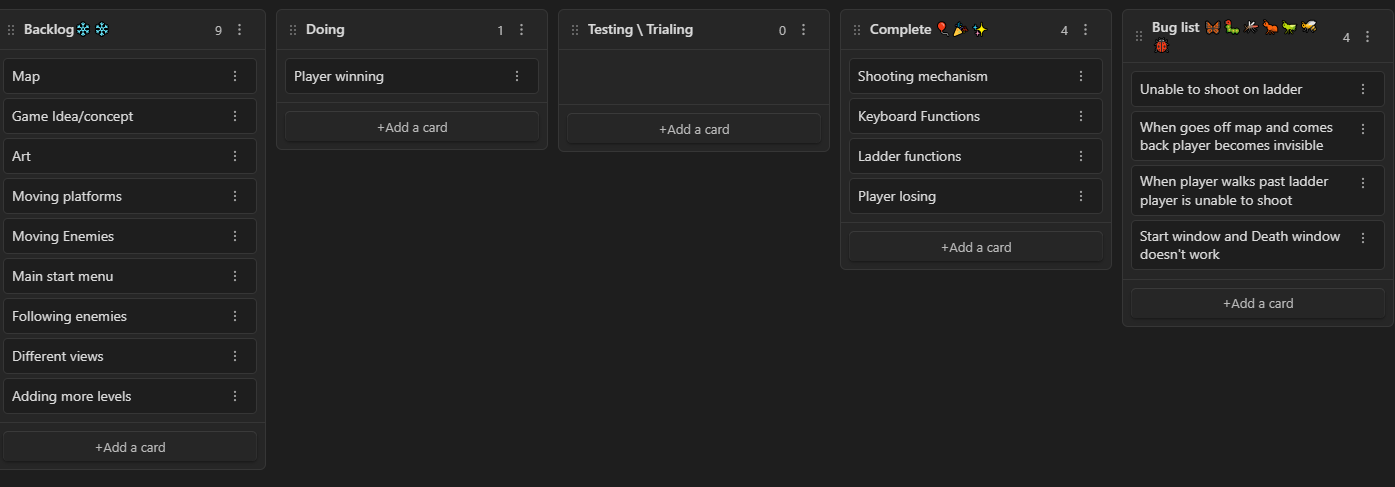 Backlog❄️❄️ 9
Map
Game Idea/concept
Art
Moving platforms
Moving Enemies
Main start menu
Following enemies
Different views
Adding more levels
+Add a card
Doing 1
Player winning
+Add a card
Testing \ Trialing 0
+Add a card
Complete 🎈🎉✨ 4
Shooting mechanism
Keyboard Functions
Ladder functions
Player losing
+Add a card
Bug list 🦋🐛🦟🐜🦗🐝
🐞 4
Unable to shoot on ladder
When goes off map and comes
back player becomes invisible
When player walks past ladder
player is unable to shoot
Start window and Death window
doesn't work
+Add a card